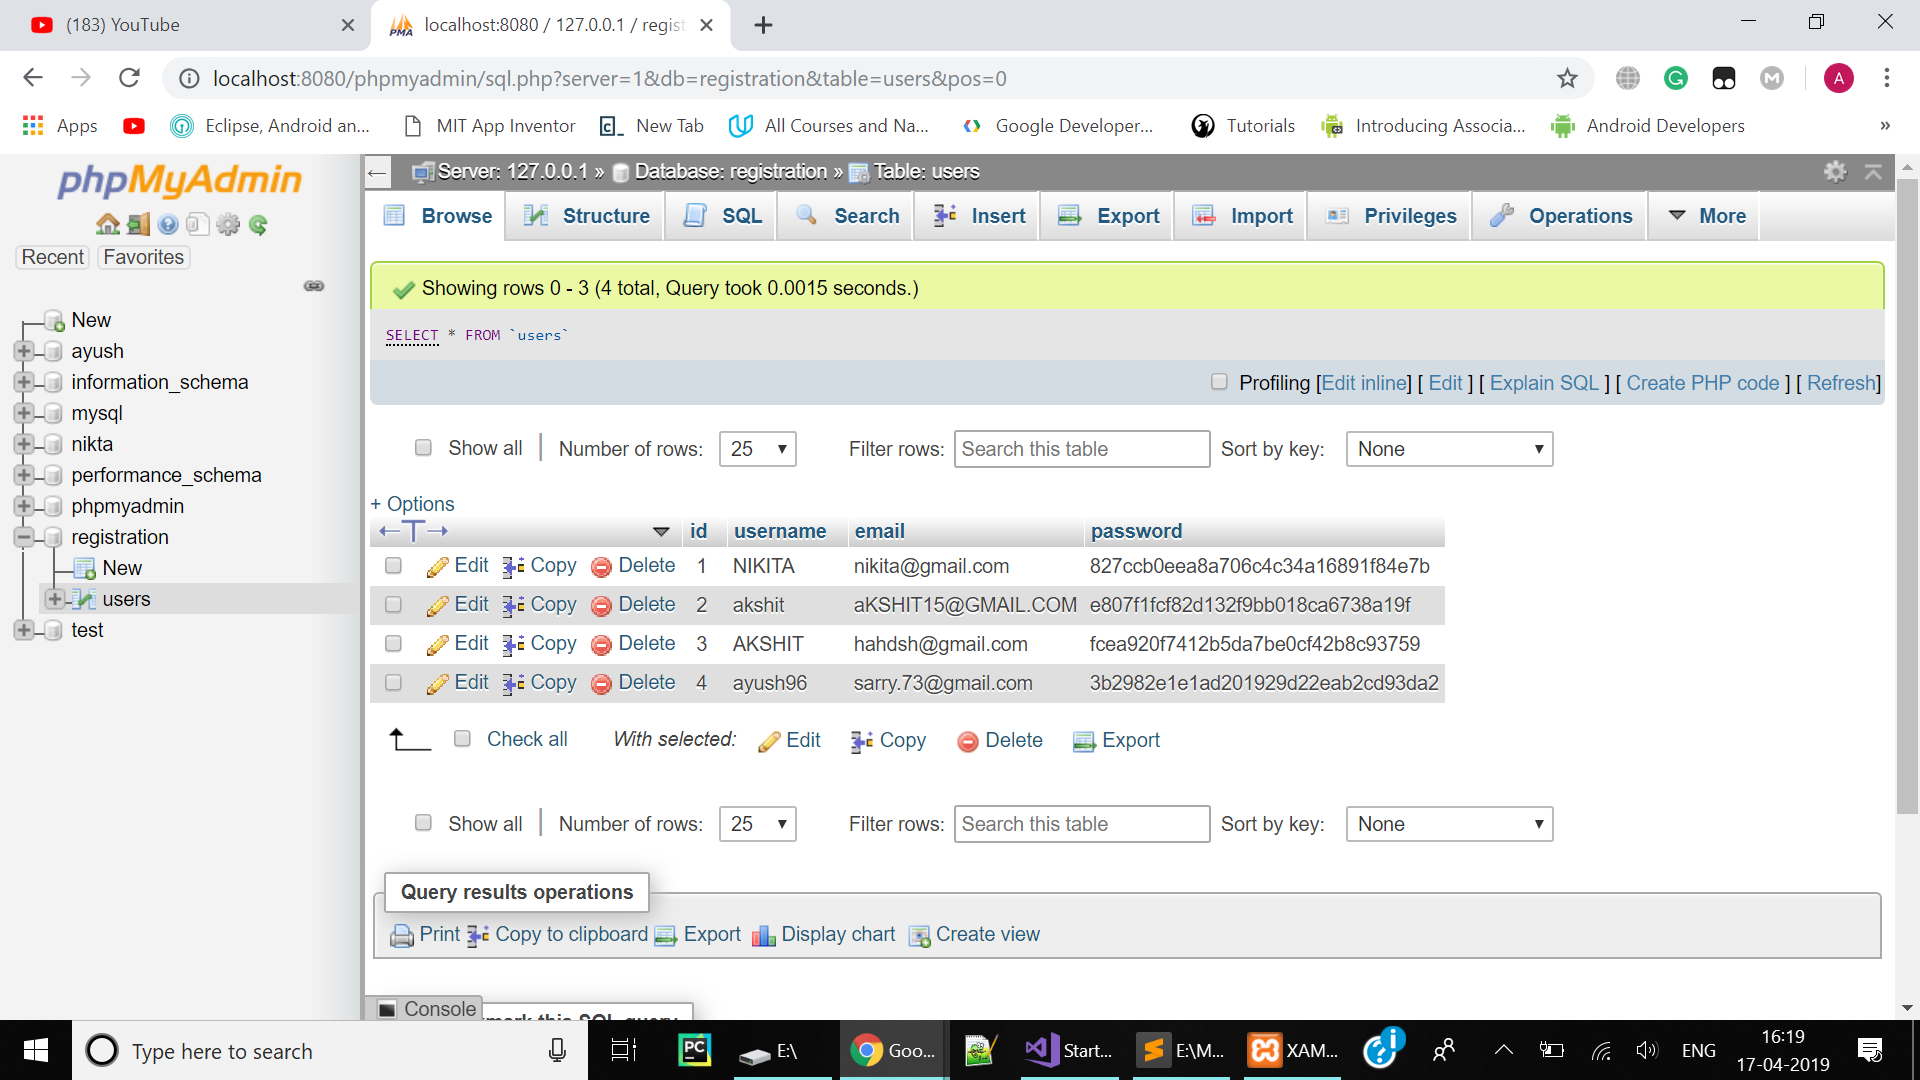 (183) YouTube
localhost:8080 / 127.0.0.1 / regist
localhost:8080/phpmyadmin/sql.php?server=1&db=registration&table=users&pos=0
A
Apps
Eclipse, Android an...
MIT App Inventor
New Tab
All Courses and Na...
Google Developer...
Tutorials
Introducing Associa...
Android Developers
»
phpMyAdmin
Recent
Favorites
New
ayush
information_schema
mysql
nikta
performance_schema
phpmyadmin
registration
New
users
test
Server: 127.0.0.1 » Database: registration » Table: users
Browse
Structure
SQL
Search
Insert
Export
Import
Privileges
Operations
More
Showing rows 0 - 3 (4 total, Query took 0.0015 seconds.)
SELECT * FROM `users`
Profiling [Edit inline] [ Edit ] [ Explain SQL ] [ Create PHP code ] [ Refresh]
Show all
Number of rows: 25
Filter rows: Search this table
Sort by key: None
+ Options
id username email password
Edit Copy Delete 1 NIKITA nikita@gmail.com 827ccb0eea8a706c4c34a16891f84e7b
Edit Copy Delete 2 akshit aKSHIT15@GMAIL.COM e807f1fcf82d132f9bb018ca6738a19f
Edit Copy Delete 3 AKSHIT hahdsh@gmail.com fcea920f7412b5da7be0cf42b8c93759
Edit Copy Delete 4 ayush96 sarry.73@gmail.com 3b2982e1e1ad201929d22eab2cd93da2
Check all With selected: Edit Copy Delete Export
Show all
Number of rows: 25
Filter rows: Search this table
Sort by key: None
Query results operations
Print Copy to clipboard Export Display chart Create view
Console
Type here to search
PC
E:\
Goo...
Start...
E:\M...
XAM...
ENG
16:19
17-04-2019